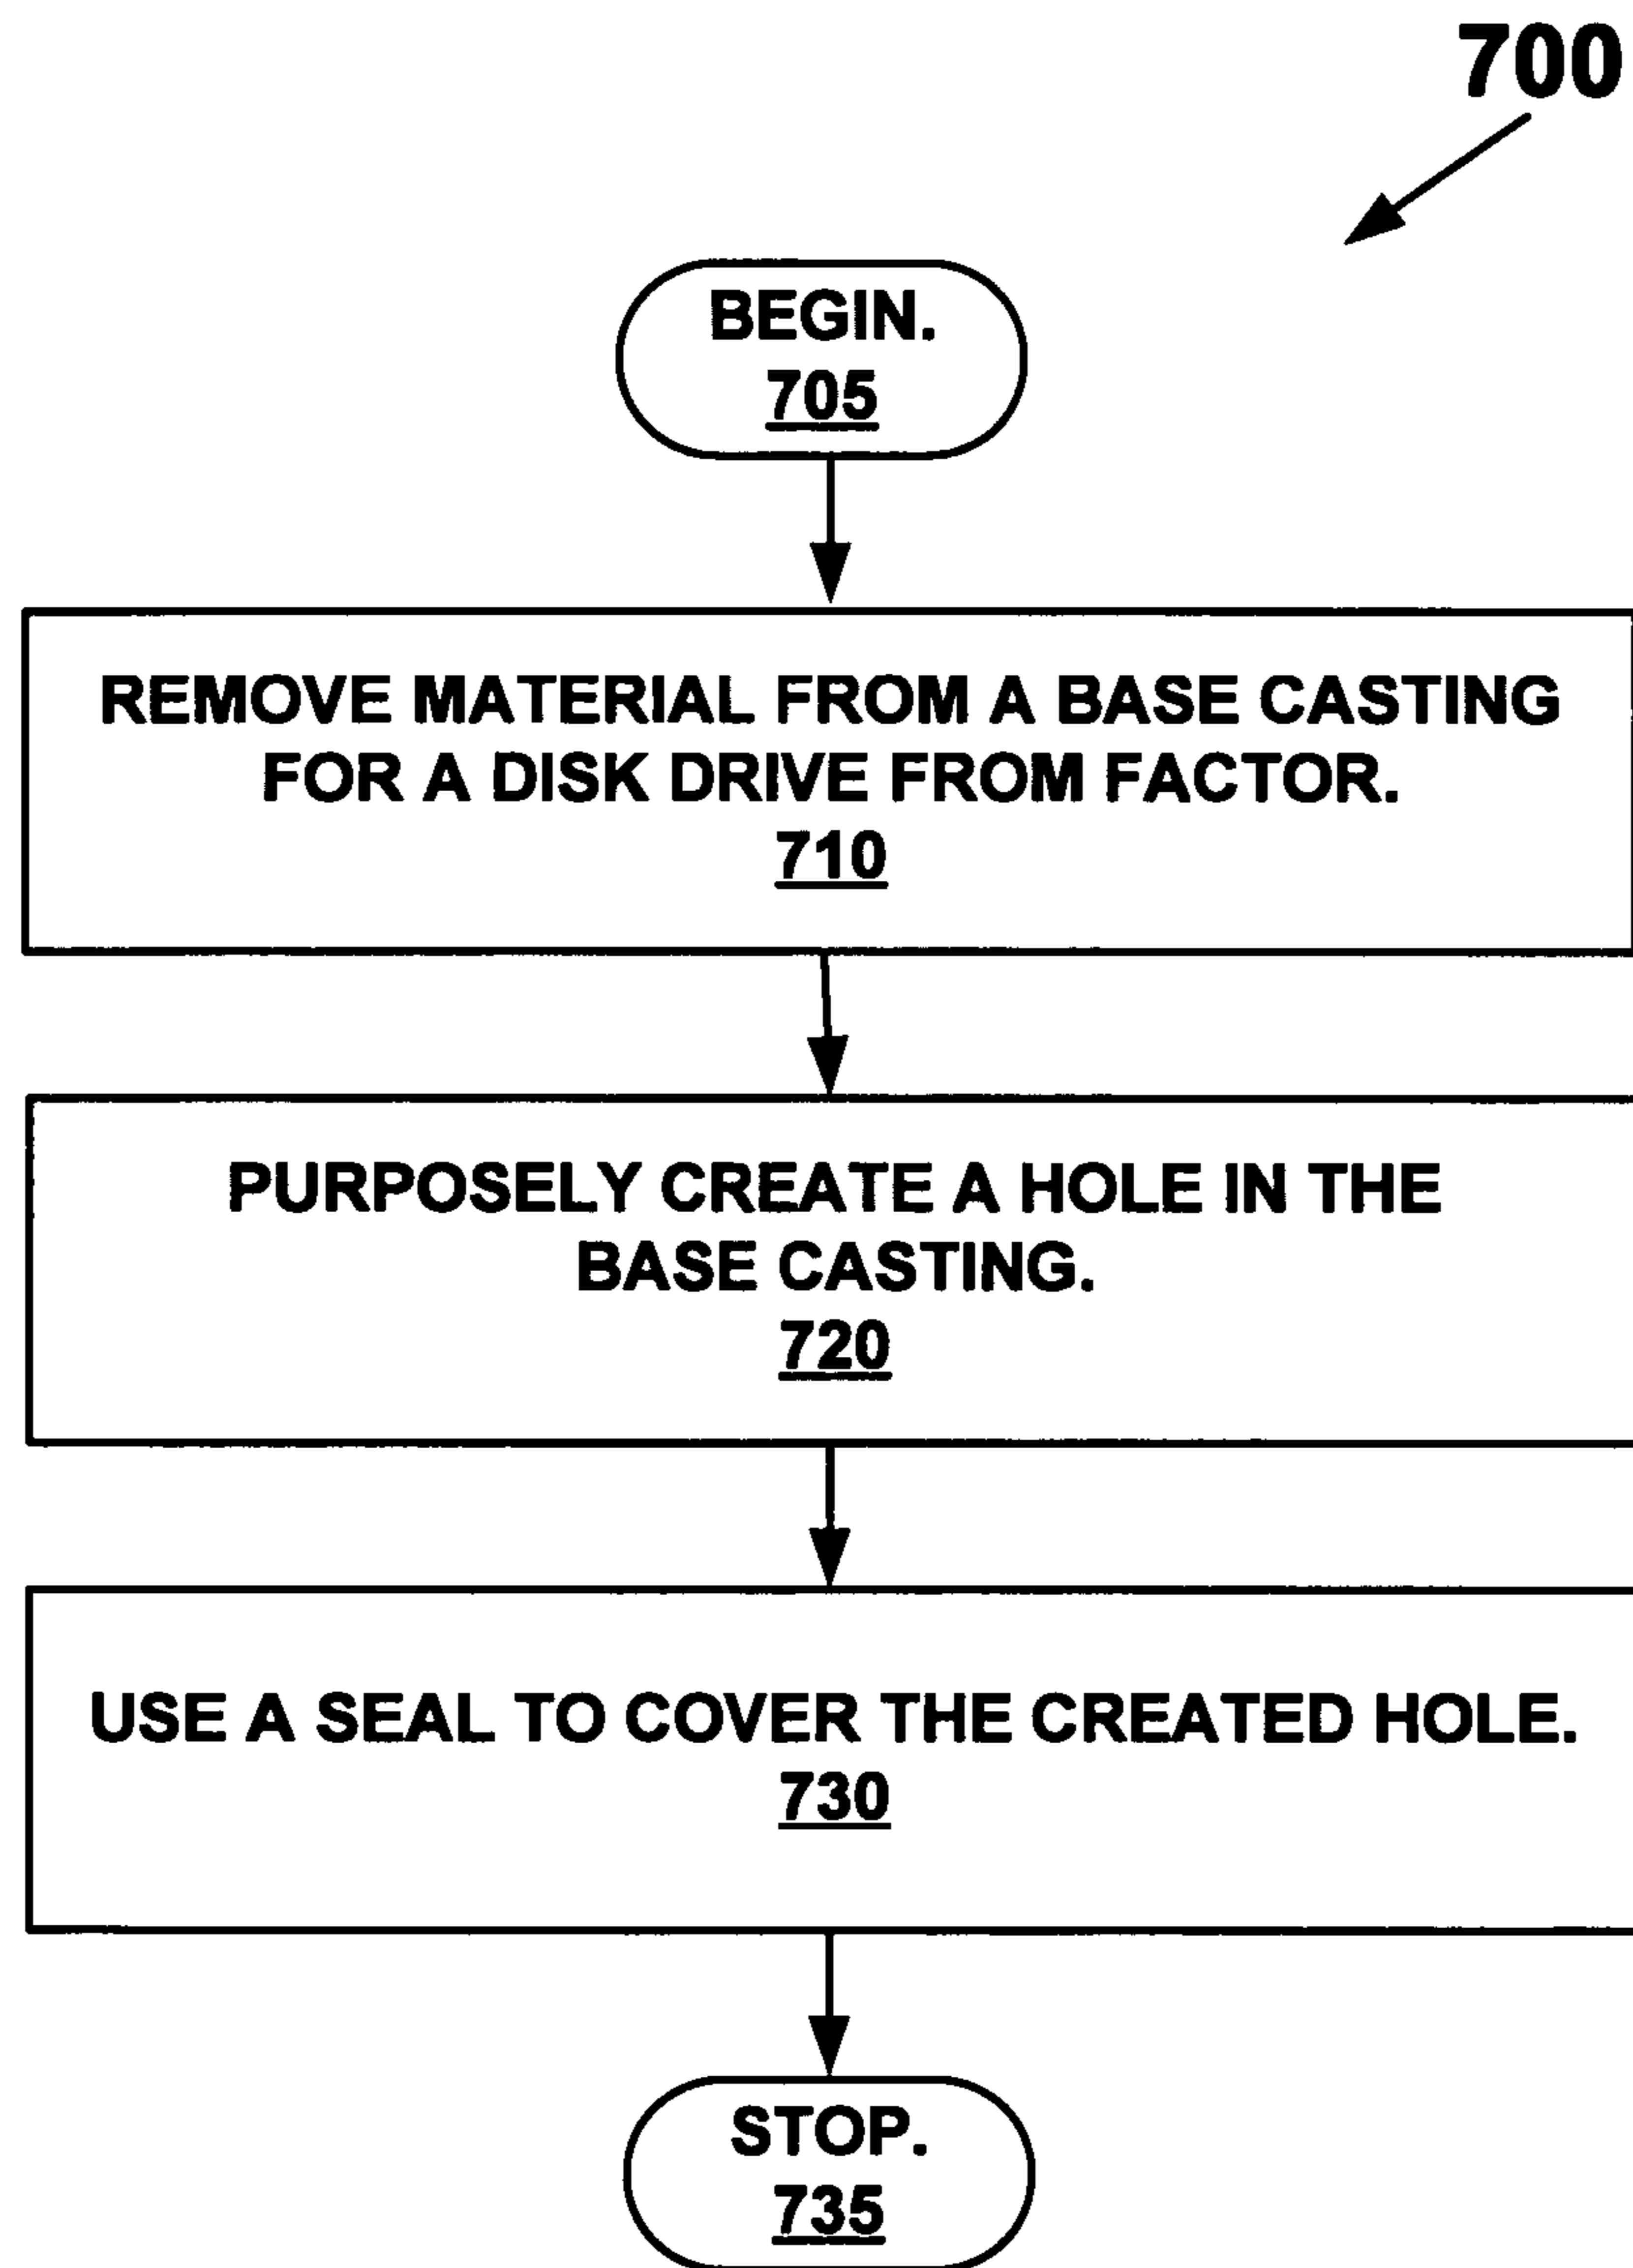 700
BEGIN.
705
REMOVE MATERIAL FROM A BASE CASTING
FOR A DISK DRIVE FROM FACTOR.
710
PURPOSELY CREATE A HOLE IN THE
BASE CASTING.
720
USE A SEAL TO COVER THE CREATED HOLE.
730
STOP.
735